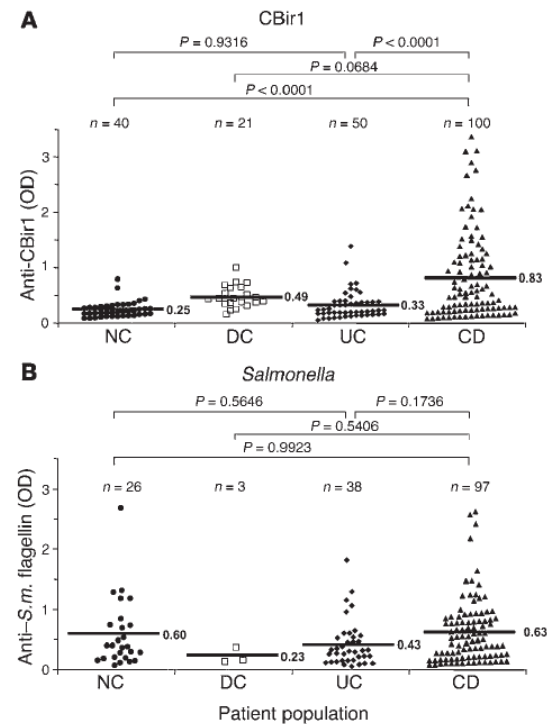 A
CBir1
P = 0.9316 P < 0.0001
P = 0.0684
P < 0.0001
n = 40 n = 21 n = 50 n = 100
3
2
1
0
Anti-CBir1 (OD)
0.25 0.49 0.33 0.83
NC DC UC CD
B
Salmonella
P = 0.5646 P = 0.1736
P = 0.5406
P = 0.9923
n = 26 n = 3 n = 38 n = 97
3
2
1
0
Anti–S.m. flagellin (OD)
0.60 0.23 0.43 0.63
NC DC UC CD
Patient population